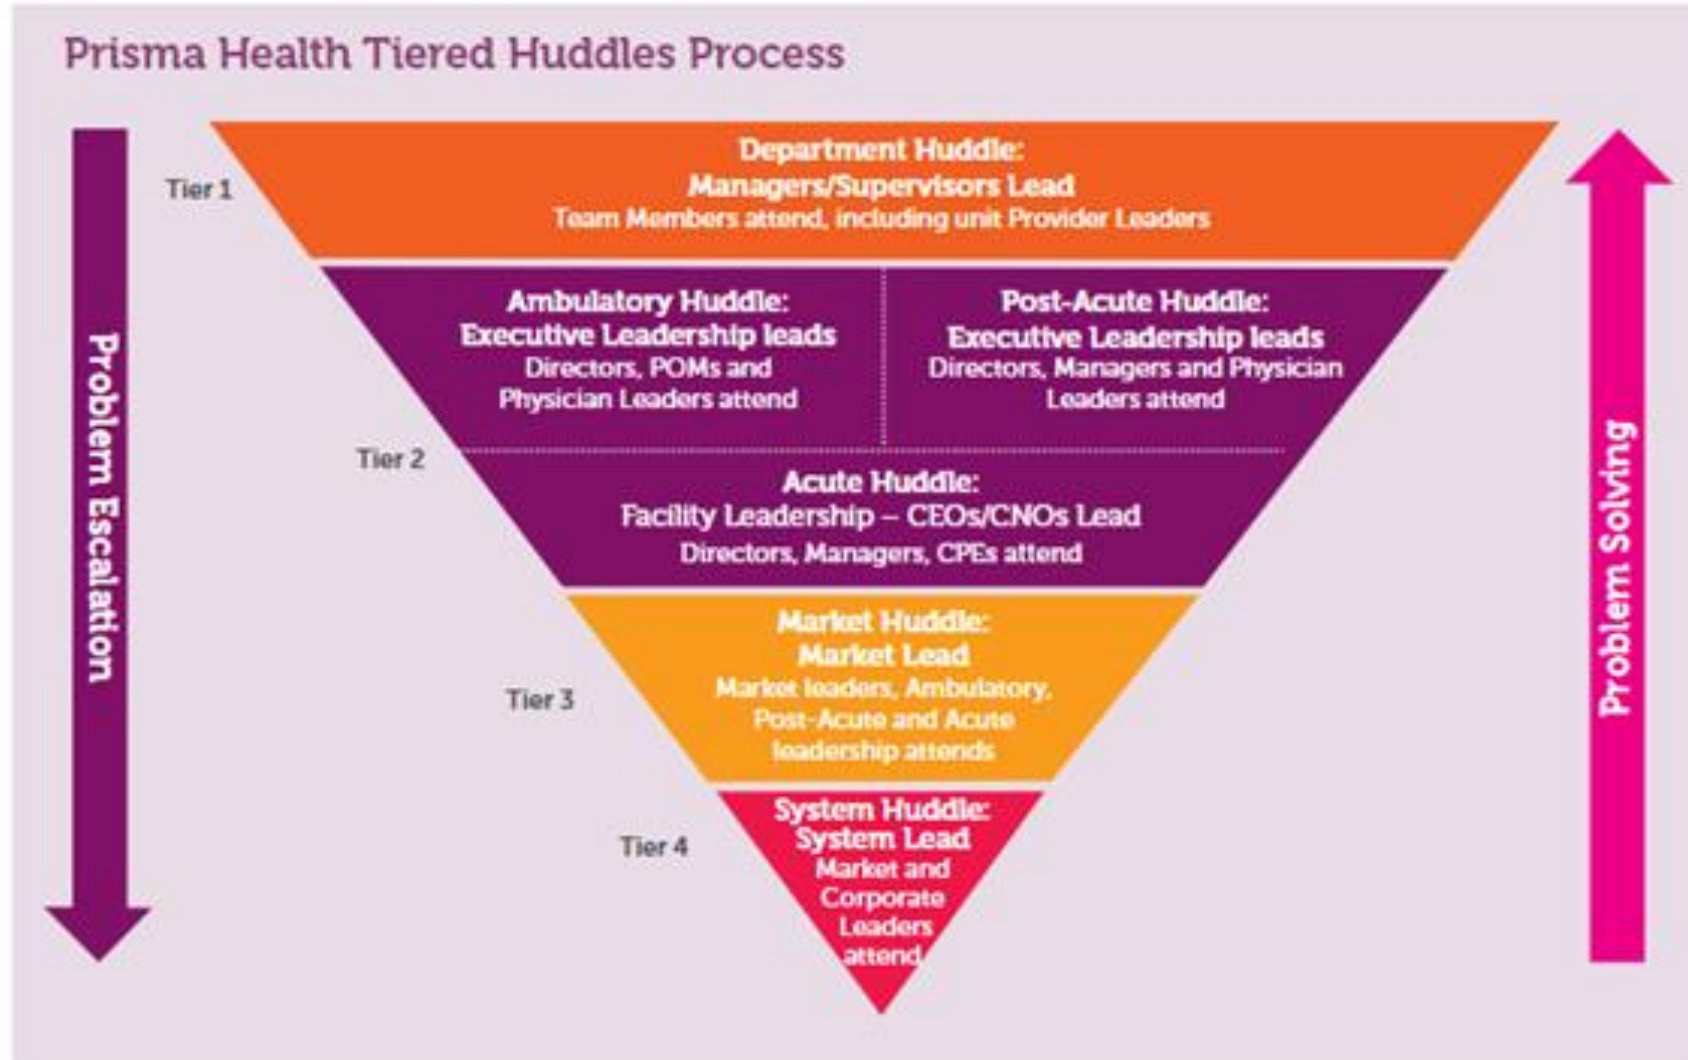 Prisma Health Tiered Huddles Process
Problem Escalation
Tier 1
Department Huddle:
Managers/Supervisors Lead
Team Members attend, including unit Provider Leaders
Tier 2
Ambulatory Huddle:
Executive Leadership leads
Directors, POMs and
Physician Leaders attend
Post-Acute Huddle:
Executive Leadership leads
Directors, Managers and Physician
Leaders attend
Acute Huddle:
Facility Leadership – CEOs/CNOs Lead
Directors, Managers, CPEs attend
Tier 3
Market Huddle:
Market Lead
Market leaders, Ambulatory,
Post-Acute and Acute
leadership attends
Tier 4
System Huddle:
System Lead
Market and
Corporate
Leaders
attend
Problem Solving